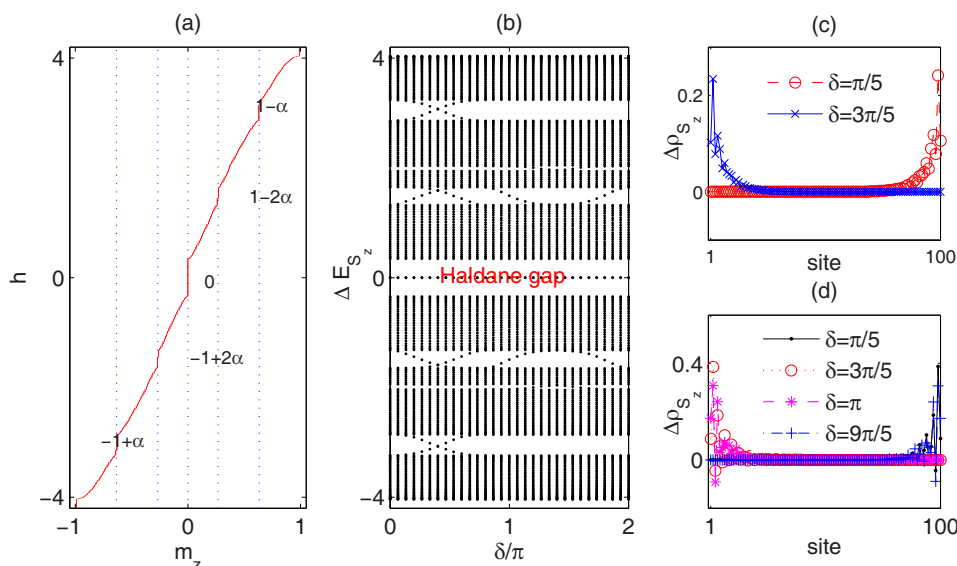 (a)
h
4
0
−4
−1
0
1
m_z
1−α
1−2α
0
−1+2α
−1+α
(b)
Δ E_{S_z}
4
0
−4
0
1
2
δ/π
Haldane gap
(c)
Δρ_{S_z}
0.2
0
1
100
site
δ=π/5
δ=3π/5
(d)
Δρ_{S_z}
0.4
0
1
100
site
δ=π/5
δ=3π/5
δ=π
δ=9π/5